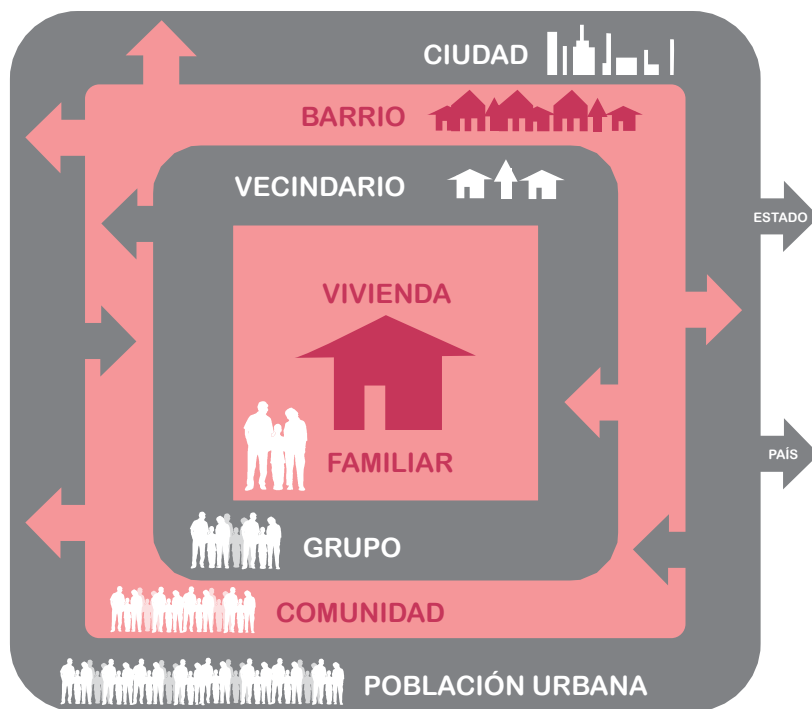 CIUDAD
BARRIO
VECINDARIO
ESTADO
VIVIENDA
PAÍS
FAMILIAR
GRUPO
COMUNIDAD
POBLACIÓN URBANA